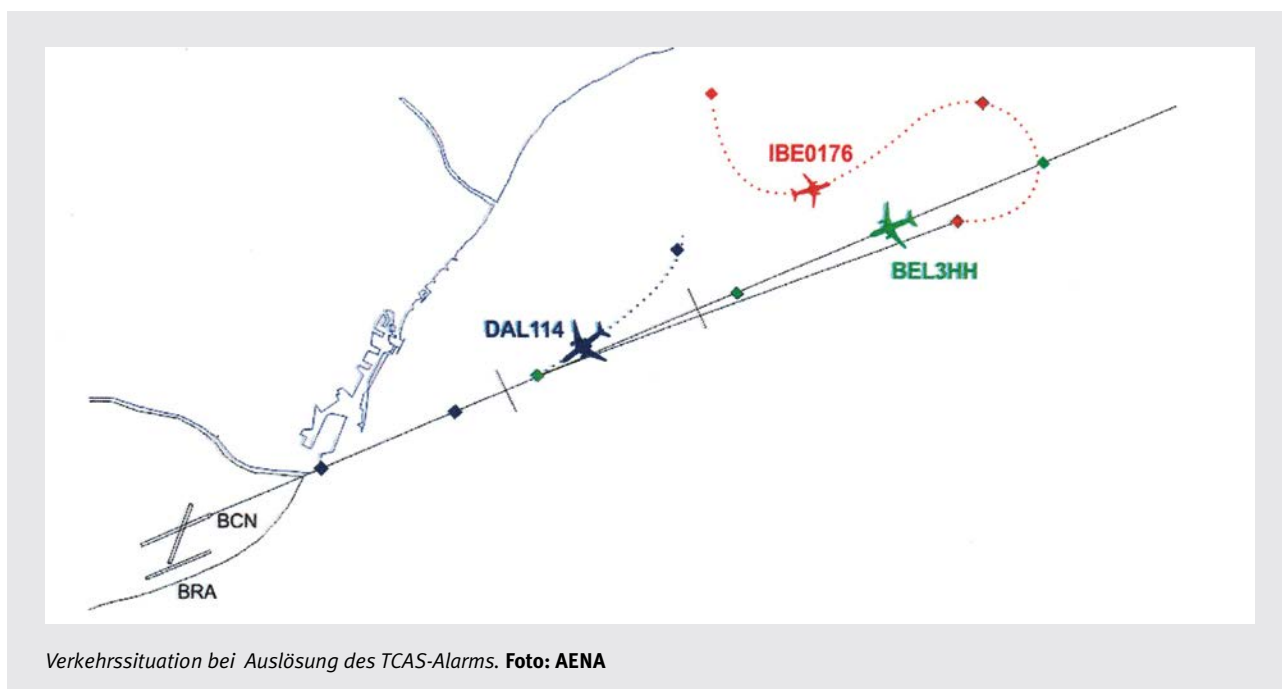 IBE0176
BEL3HH
DAL114
BCN
BRA
Verkehrssituation bei Auslösung des TCAS-Alarms. Foto: AENA